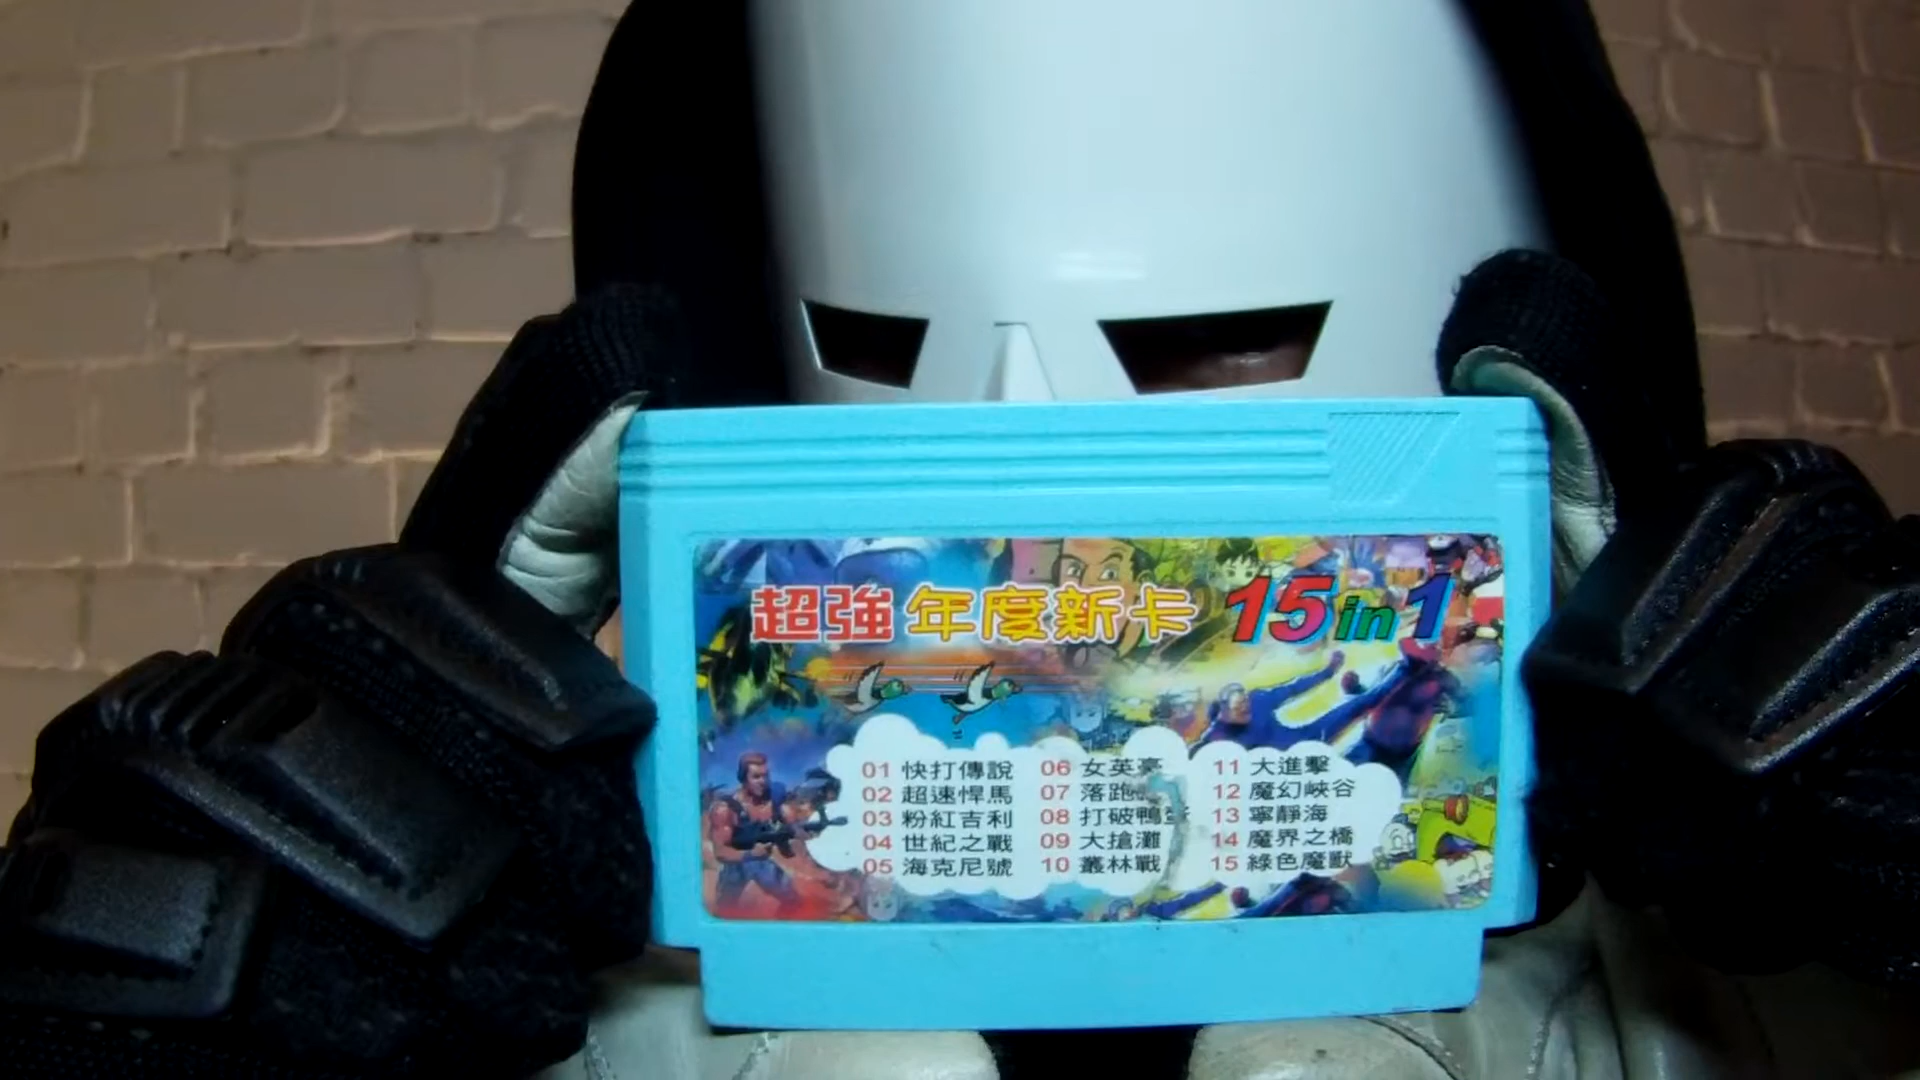 超強 年度新卡 15 in 1
01 快打傳說
02 超速悍馬
03 粉紅吉利
04 世紀之戰
05 海克尼號
06 女英豪
07 落跑
08 打破鴨蛋
09 大搶灘
10 叢林戰
11 大進擊
12 魔幻峽谷
13 寧靜海
14 魔界之橋
15 綠色魔獸